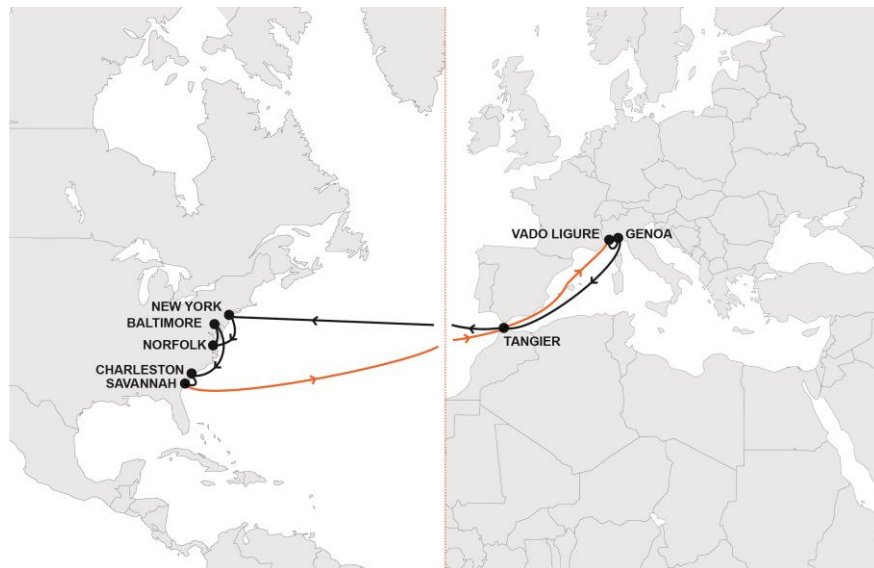 VADO LIGURE
GENOA
NEW YORK
BALTIMORE
NORFOLK
TANGIER
CHARLESTON
SAVANNAH